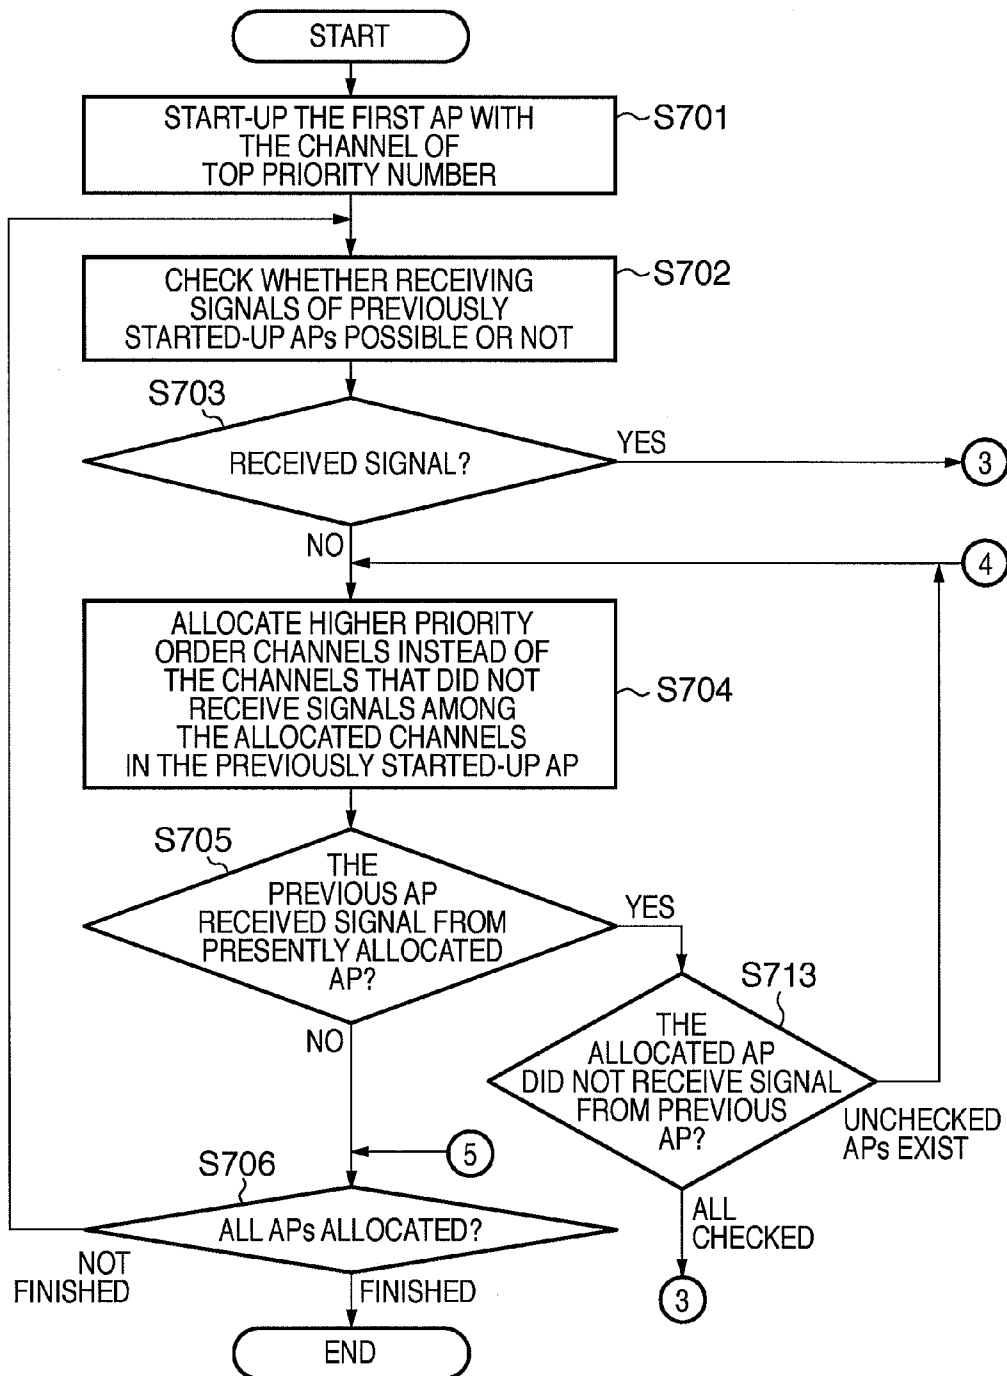 START
START-UP THE FIRST AP WITH
THE CHANNEL OF
TOP PRIORITY NUMBER
S701
CHECK WHETHER RECEIVING
SIGNALS OF PREVIOUSLY
STARTED-UP APs POSSIBLE OR NOT
S702
S703
RECEIVED SIGNAL?
YES
3
NO
4
ALLOCATE HIGHER PRIORITY
ORDER CHANNELS INSTEAD OF
THE CHANNELS THAT DID NOT
RECEIVE SIGNALS AMONG
THE ALLOCATED CHANNELS
IN THE PREVIOUSLY STARTED-UP AP
S704
S705
THE
PREVIOUS AP
RECEIVED SIGNAL FROM
PRESENTLY ALLOCATED
AP?
YES
NO
S713
THE
ALLOCATED AP
DID NOT RECEIVE SIGNAL
FROM PREVIOUS
AP?
UNCHECKED
APs EXIST
ALL
CHECKED
3
5
S706
ALL APs ALLOCATED?
NOT
FINISHED
FINISHED
END